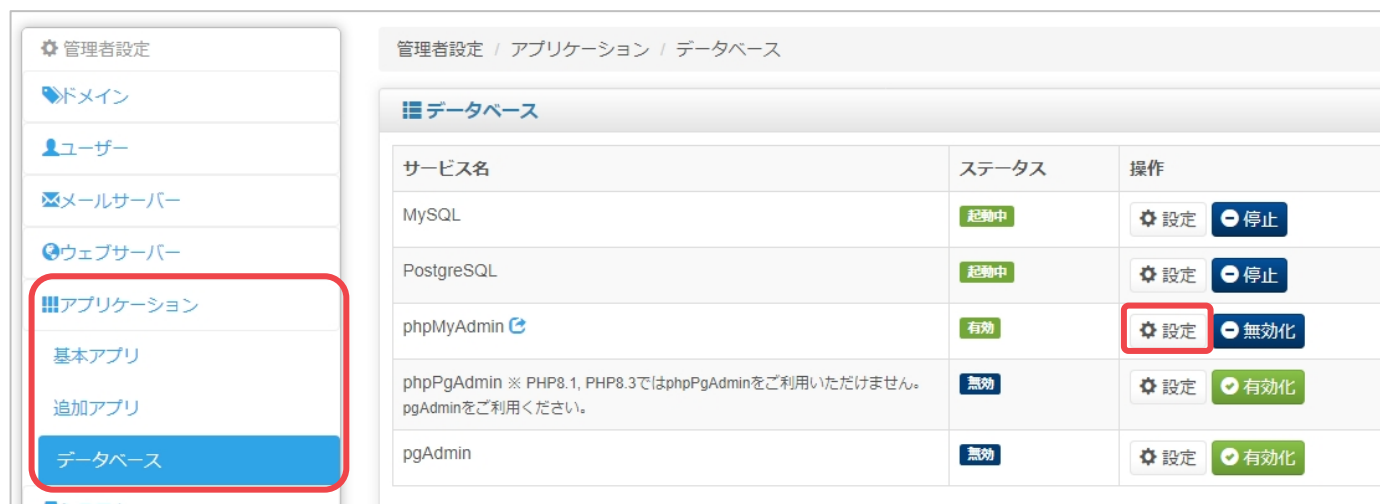 管理者設定
ドメイン
ユーザー
メールサーバー
ウェブサーバー
アプリケーション
基本アプリ
追加アプリ
データベース
管理者設定 / アプリケーション / データベース
データベース
サービス名 ステータス 操作
MySQL 起動中 設定 停止
PostgreSQL 起動中 設定 停止
phpMyAdmin 有効 設定 無効化
phpPgAdmin ※ PHP8.1, PHP8.3ではphpPgAdminをご利用いただけません。 無効 設定 有効化
pgAdminをご利用ください。
pgAdmin 無効 設定 有効化